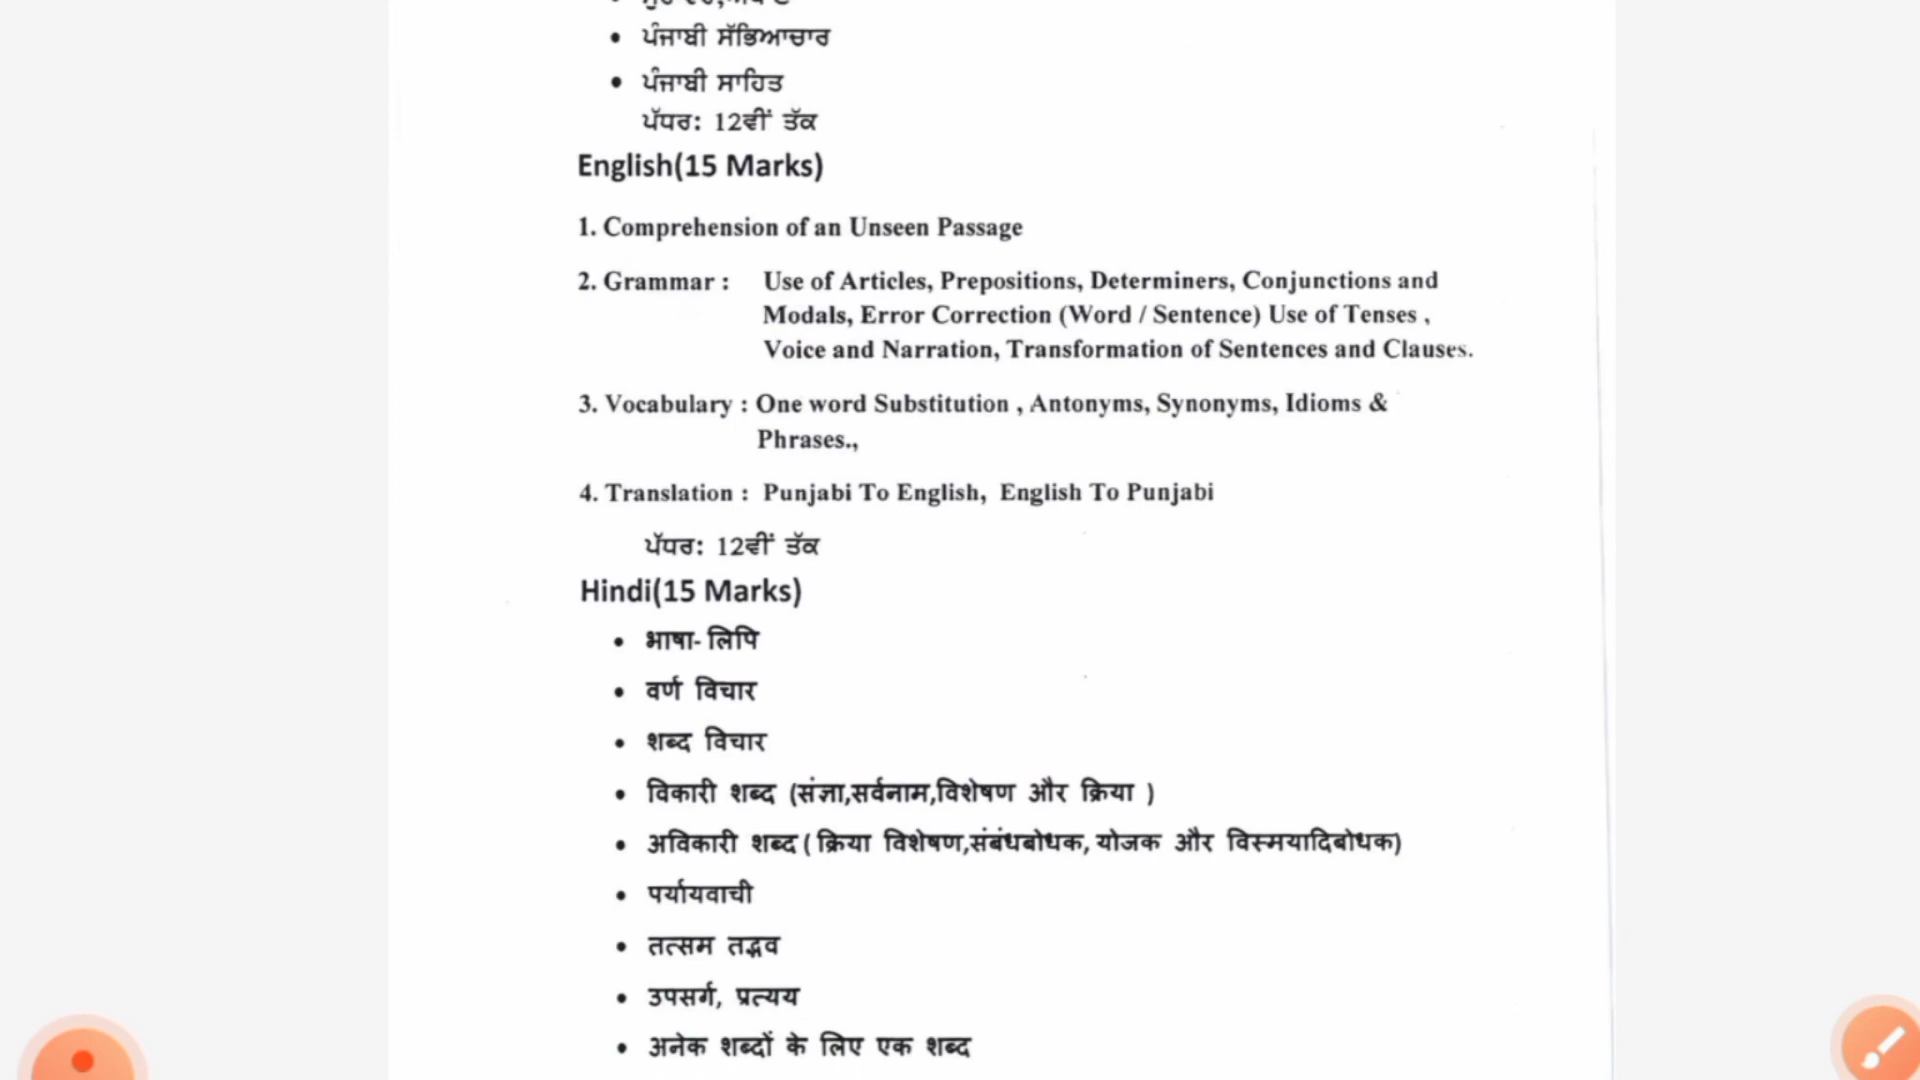 • ਪੰਜਾਬੀ ਸੱਭਿਆਚਾਰ
• ਪੰਜਾਬੀ ਸਾਹਿਤ
ਪੱਧਰ: 12ਵੀਂ ਤੱਕ
English(15 Marks)
1. Comprehension of an Unseen Passage
2. Grammar : Use of Articles, Prepositions, Determiners, Conjunctions and
Modals, Error Correction (Word / Sentence) Use of Tenses ,
Voice and Narration, Transformation of Sentences and Clauses.
3. Vocabulary : One word Substitution , Antonyms, Synonyms, Idioms &
Phrases.,
4. Translation : Punjabi To English, English To Punjabi
ਪੱਧਰ: 12ਵੀਂ ਤੱਕ
Hindi(15 Marks)
• भाषा- लिपि
• वर्ण विचार
• शब्द विचार
• विकारी शब्द (संज्ञा,सर्वनाम,विशेषण और क्रिया )
• अविकारी शब्द ( क्रिया विशेषण,संबंधबोधक, योजक और विस्मयादिबोधक)
• पर्यायवाची
• तत्सम तद्भव
• उपसर्ग, प्रत्यय
• अनेक शब्दों के लिए एक शब्द